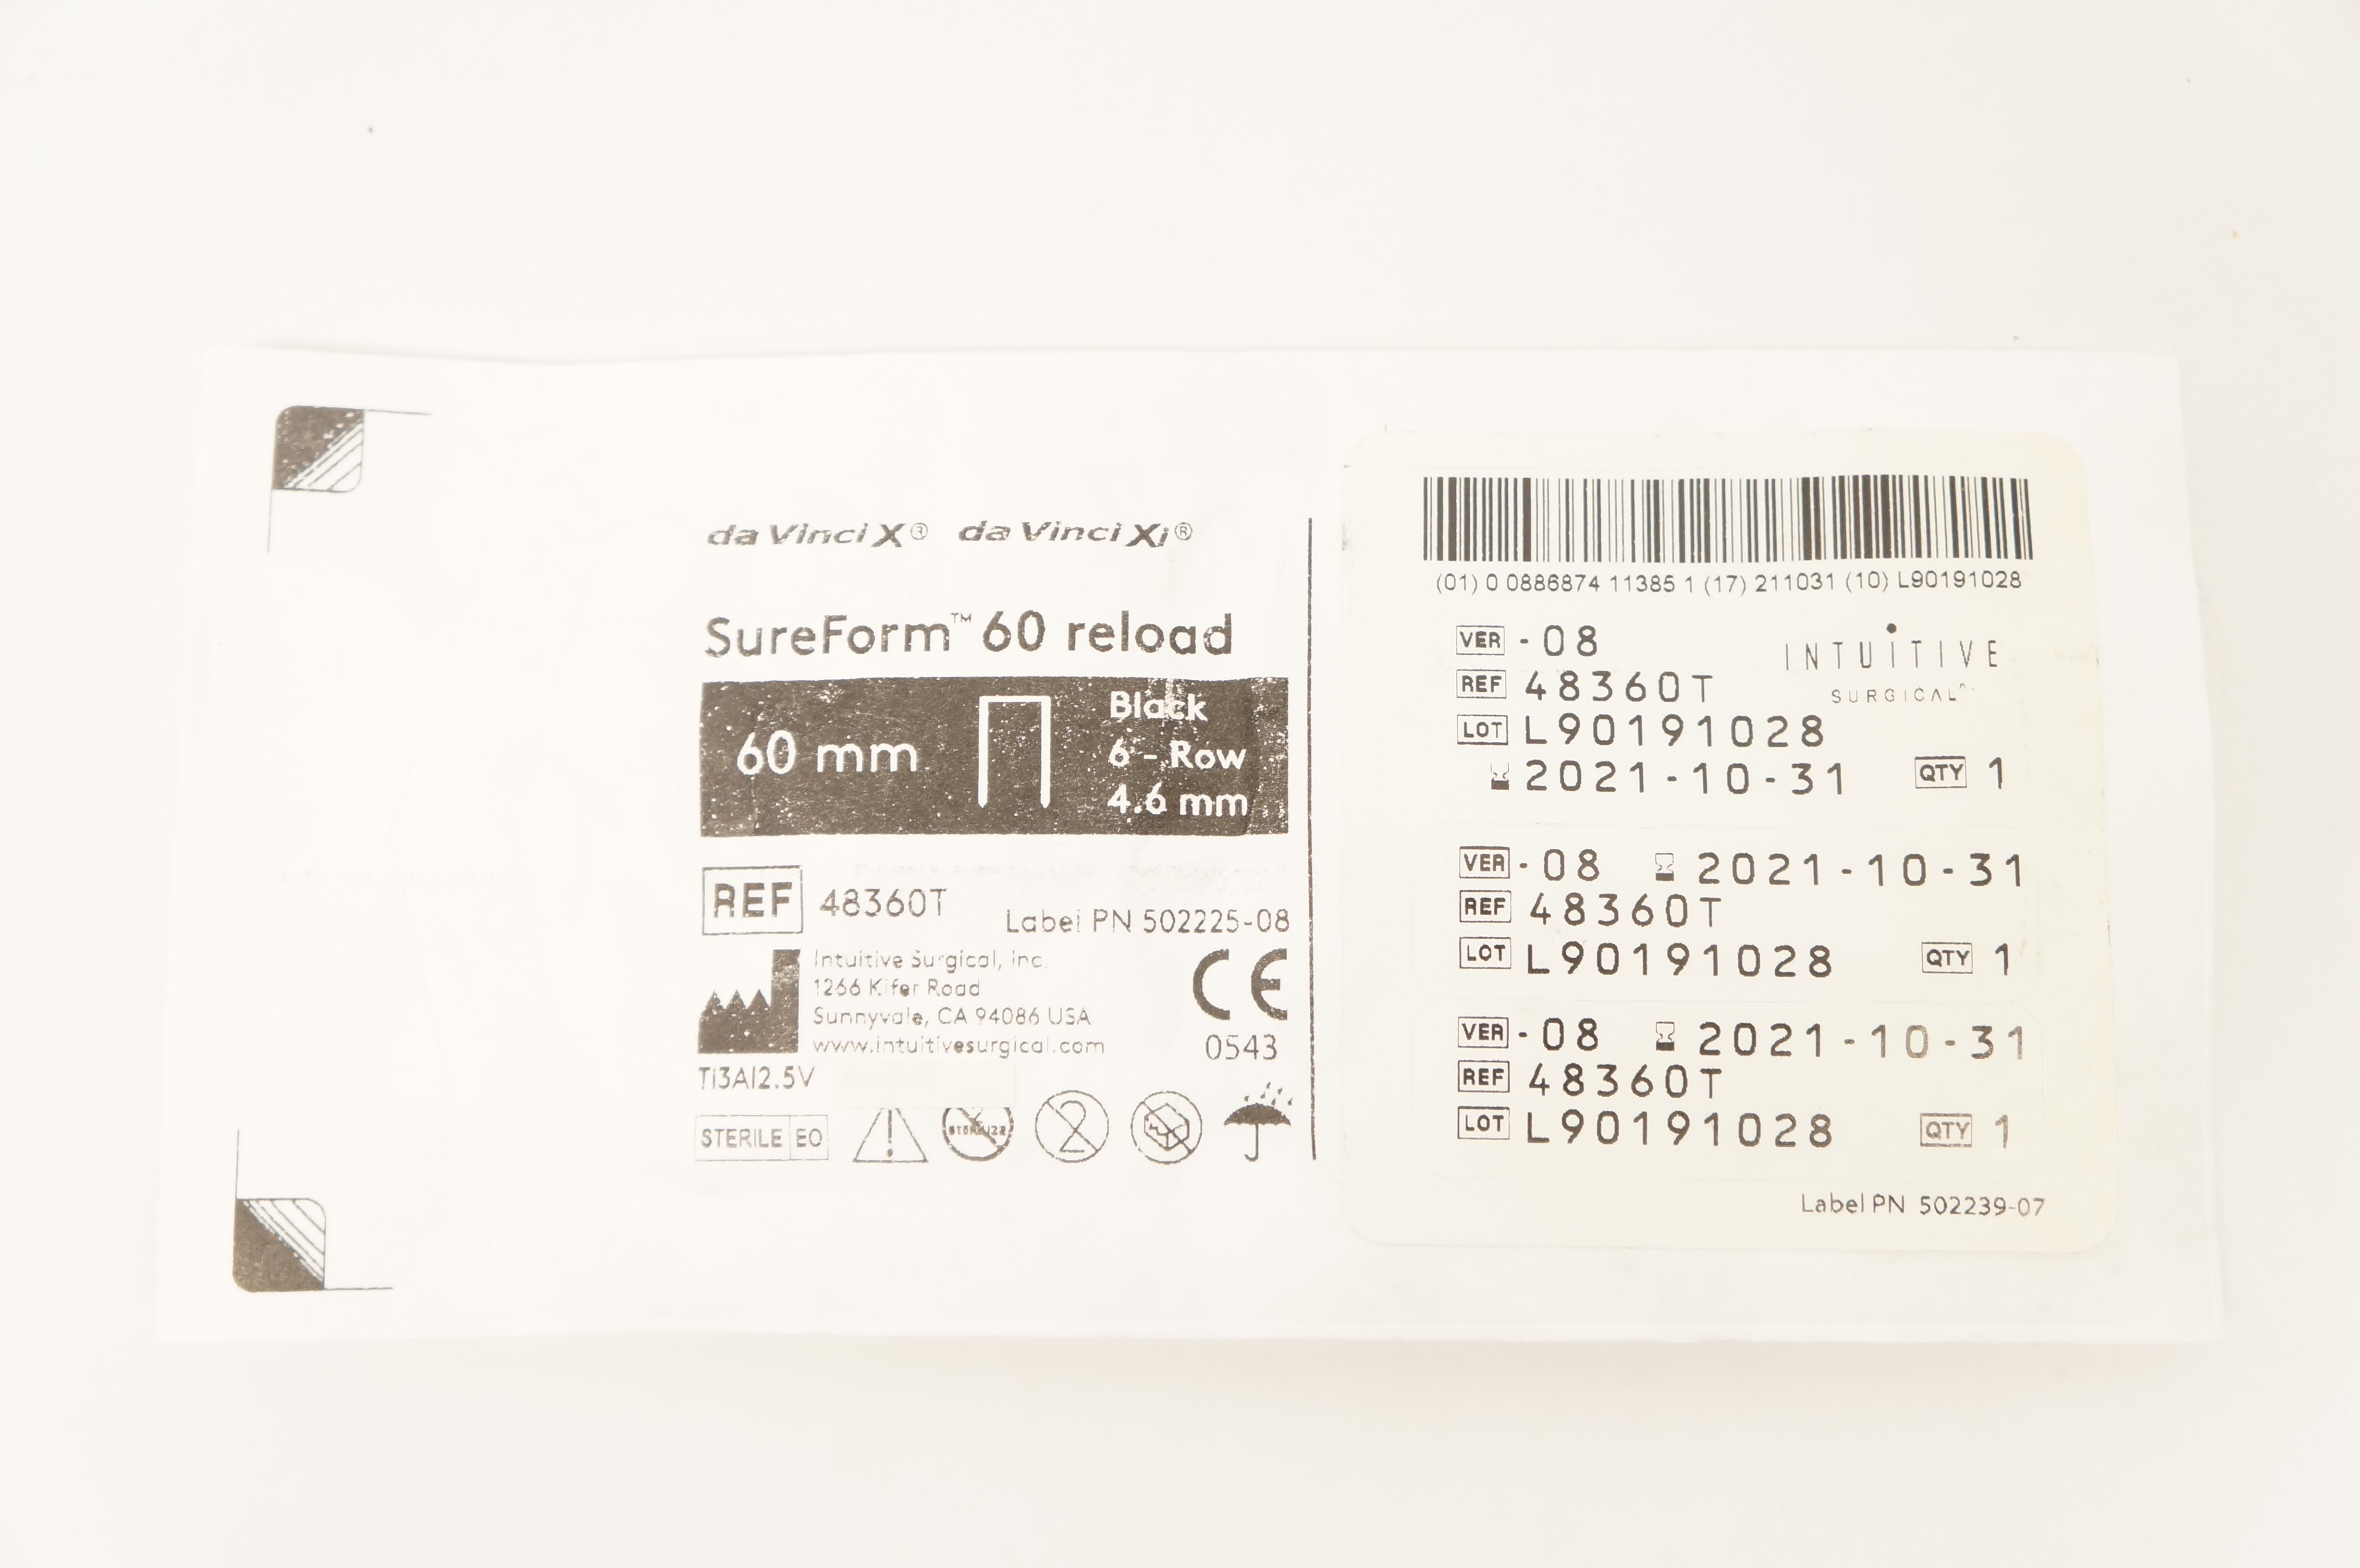 da Vinci X® da Vinci Xi®
SureForm™ 60 reload
60 mm
Black
6 - Row
4.6 mm
REF 48360T
Label PN 502225-08
Intuitive Surgical, Inc.
1266 Kifer Road
Sunnyvale, CA 94086 USA
www.intuitivesurgical.com
CE
0543
Ti3Al2.5V
STERILE EO
STERILIZE
2
(01) 0 0886874 11385 1 (17) 211031 (10) L90191028
VER -08
INTUITIVE
SURGICAL
REF 48360T
LOT L90191028
2021-10-31 QTY 1
VER -08 2021-10-31
REF 48360T
LOT L90191028 QTY 1
VER -08 2021-10-31
REF 48360T
LOT L90191028 QTY 1
Label PN 502239-07